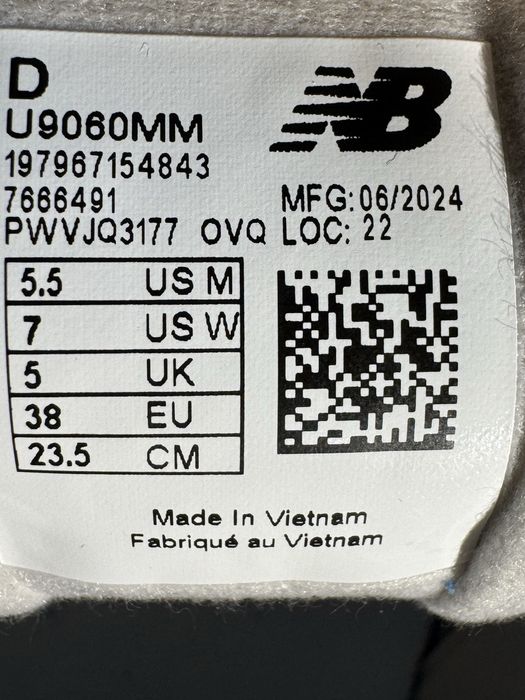 D
NB
U9060MM
197967154843
7666491 MFG: 06/2024
PWVJQ3177 OVQ LOC: 22
5.5 US M
7 US W
5 UK
38 EU
23.5 CM
Made In Vietnam
Fabriqué au Vietnam